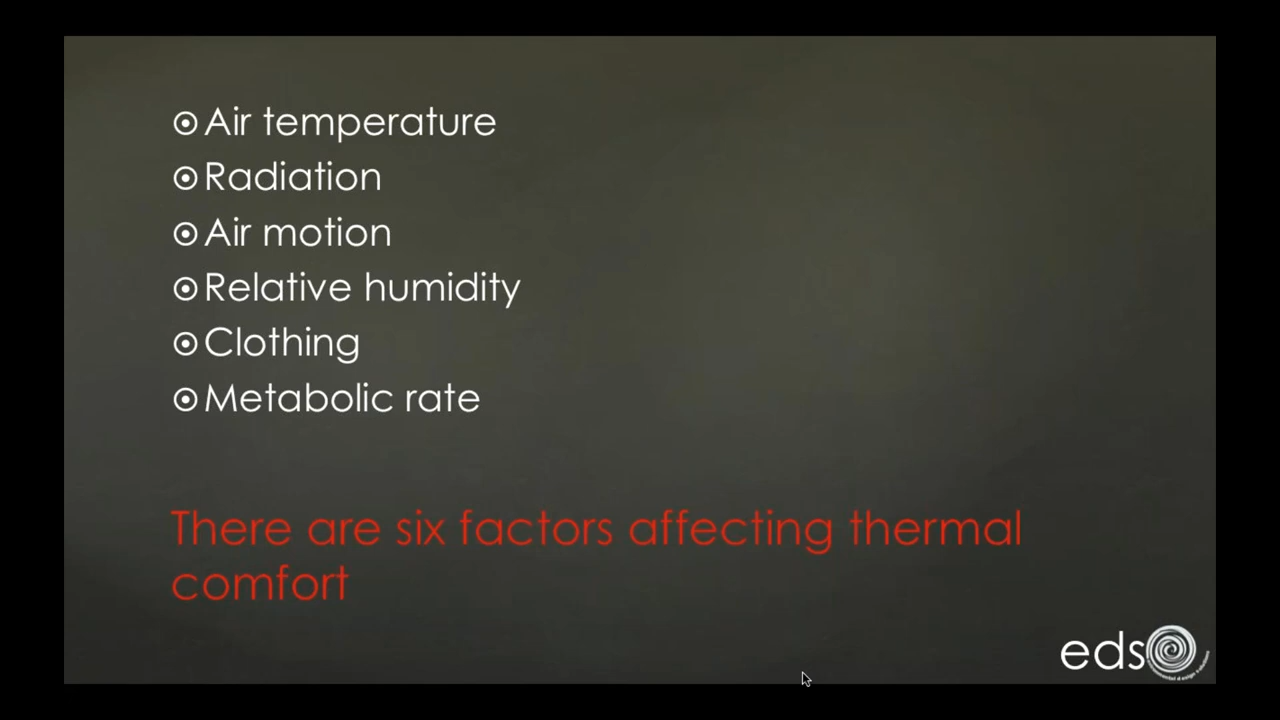 Air temperature
Radiation
Air motion
Relative humidity
Clothing
Metabolic rate
There are six factors affecting thermal
comfort
eds